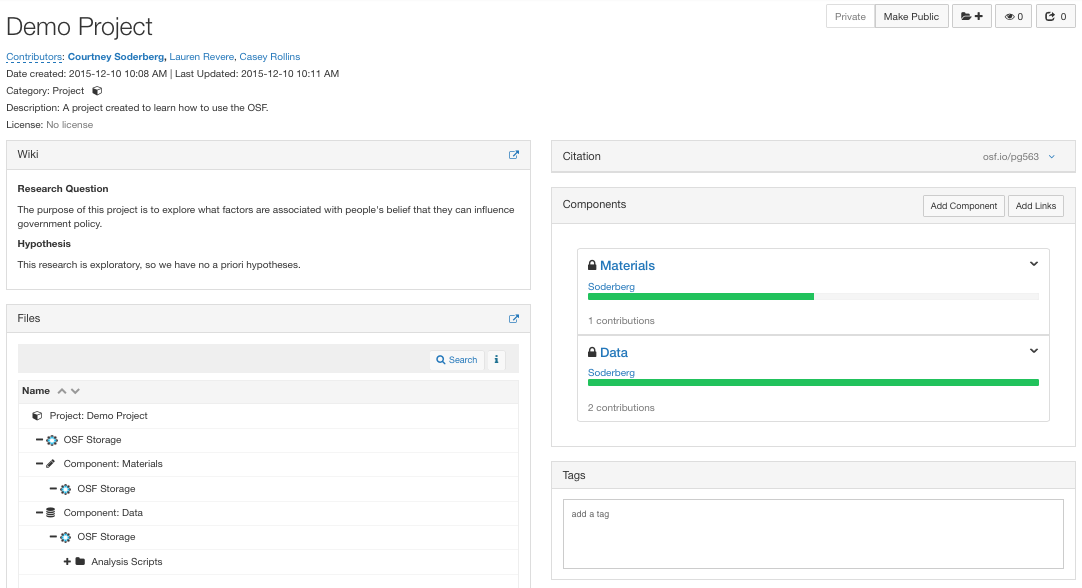 Demo Project
Private
Make Public
0
0
Contributors: Courtney Soderberg, Lauren Revere, Casey Rollins
Date created: 2015-12-10 10:08 AM | Last Updated: 2015-12-10 10:11 AM
Category: Project
Description: A project created to learn how to use the OSF.
License: No license
Wiki
Research Question
The purpose of this project is to explore what factors are associated with people's belief that they can influence
government policy.
Hypothesis
This research is exploratory, so we have no a priori hypotheses.
Files
Search
i
Name
Project: Demo Project
OSF Storage
Component: Materials
OSF Storage
Component: Data
OSF Storage
Analysis Scripts
Citation
osf.io/pg563
Components
Add Component
Add Links
Materials
Soderberg
1 contributions
Data
Soderberg
2 contributions
Tags
add a tag